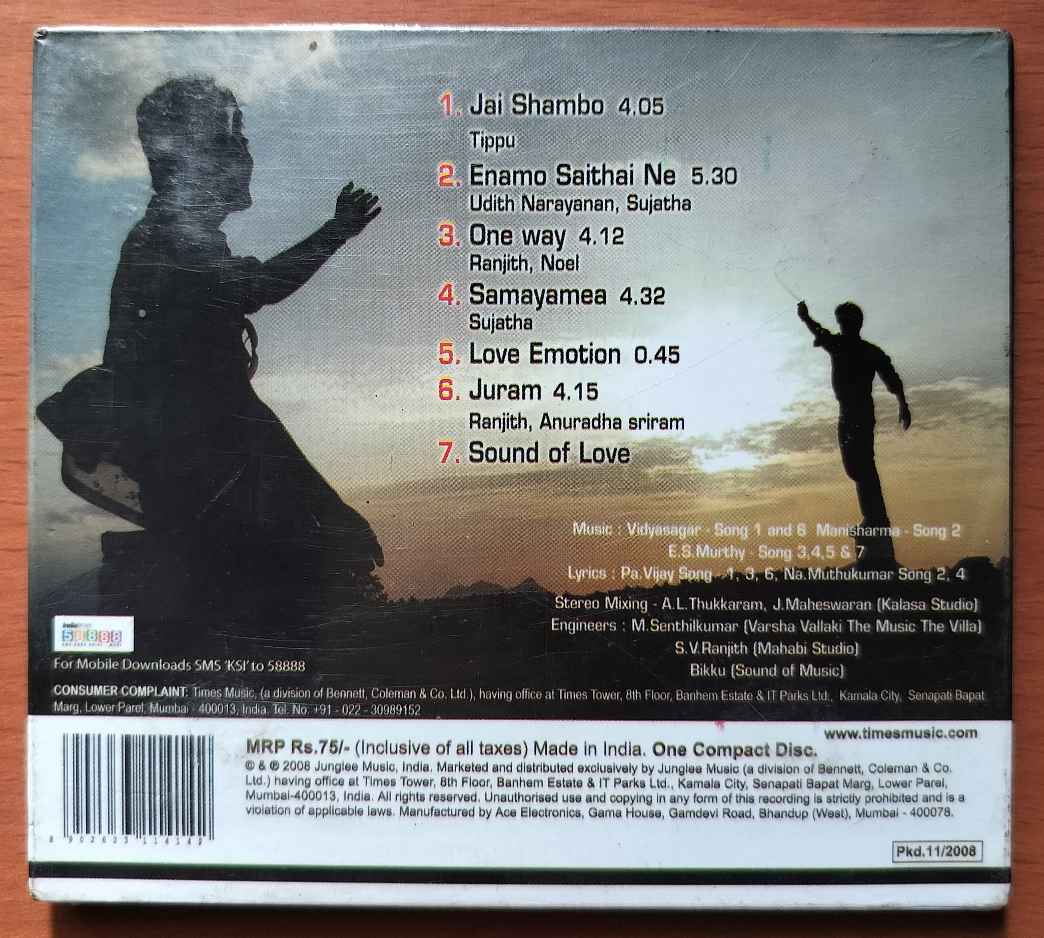 1. Jai Shambo 4.05
Tippu
2. Enamo Saithai Ne 5.30
Udith Narayanan, Sujatha
3. One way 4.12
Ranjith, Noel
4. Samayamea 4.32
Sujatha
5. Love Emotion 0.45
6. Juram 4.15
Ranjith, Anuradha sriram
7. Sound of Love
Music : Vidyasagar - Song 1 and 6 Manisharma - Song 2
E.S.Murthy - Song 3,4,5 & 7
Lyrics : Pa.Vijay Song - 1, 3, 6, Na.Muthukumar Song 2, 4
Stereo Mixing - A.L.Thukkaram, J.Maheswaran (Kalasa Studio)
Engineers : M.Senthilkumar (Varsha Vallaki The Music The Villa)
S.V.Ranjith (Mahabi Studio)
Bikku (Sound of Music)
58888
For Mobile Downloads SMS 'KSI' to 58888
CONSUMER COMPLAINT: Times Music, (a division of Bennett, Coleman & Co. Ltd.), having office at Times Tower, 8th Floor, Banhem Estate & IT Parks Ltd., Kamala City, Senapati Bapat
Marg, Lower Parel, Mumbai - 400013, India. Tel. No. +91 - 022 - 30989152
www.timesmusic.com
MRP Rs.75/- (Inclusive of all taxes) Made in India. One Compact Disc.
© & ℗ 2008 Junglee Music, India. Marketed and distributed exclusively by Junglee Music (a division of Bennett, Coleman & Co.
Ltd.) having office at Times Tower, 8th Floor, Banhem Estate & IT Parks Ltd., Kamala City, Senapati Bapat Marg, Lower Parel,
Mumbai-400013, India. All rights reserved. Unauthorised use and copying in any form of this recording is strictly prohibited and is a
violation of applicable laws. Manufactured by Ace Electronics, Gama House, Gamdevi Road, Bhandup (West), Mumbai - 400078.
8 902633 114149
Pkd.11/2008